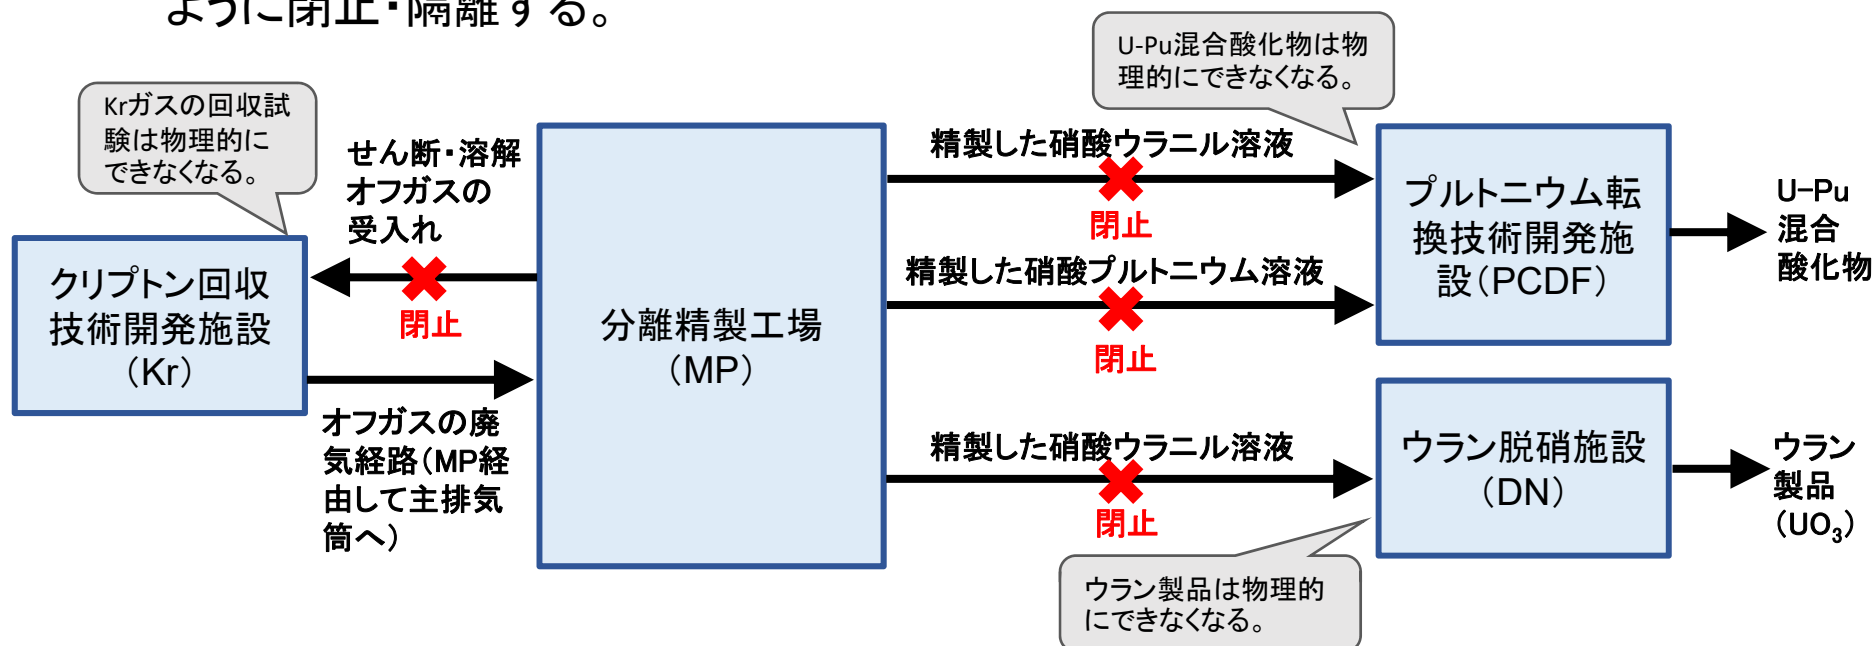 ように閉止・隔離する。
U-Pu混合酸化物は物
理的にできなくなる。
Krガスの回収試
験は物理的に
できなくなる。
せん断・溶解
オフガスの
受入れ
閉止
クリプトン回収
技術開発施設
（Kr）
オフガスの廃
気経路（MP経
由して主排気
筒へ）
分離精製工場
（MP）
精製した硝酸ウラニル溶液
閉止
精製した硝酸プルトニウム溶液
閉止
プルトニウム転
換技術開発施
設（PCDF）
U-Pu
混合
酸化物
精製した硝酸ウラニル溶液
閉止
ウラン脱硝施設
（DN）
ウラン
製品
（UO₃）
ウラン製品は物理的
にできなくなる。